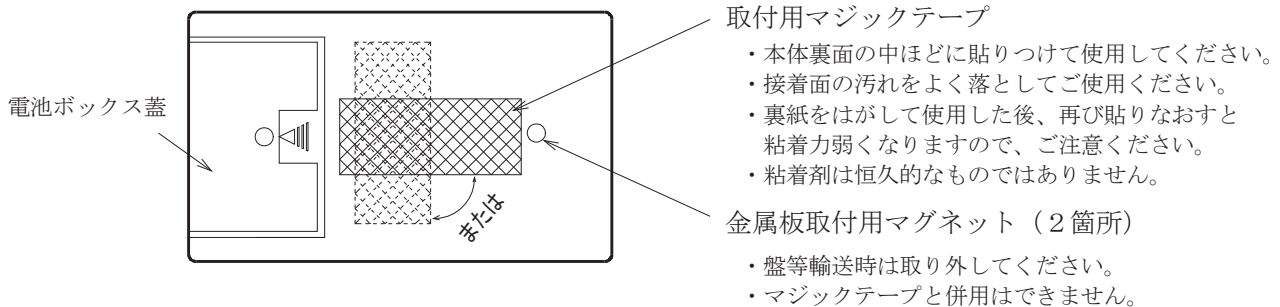 取付用マジックテープ
・本体裏面の中ほどに貼りつけて使用してください。
・接着面の汚れをよく落としてご使用ください。
・裏紙をはがして使用した後、再び貼りなおすと
粘着力弱くなりますので、ご注意ください。
・粘着剤は恒久的なものではありません。
電池ボックス蓋
または
金属板取付用マグネット（２箇所）
・盤等輸送時は取り外してください。
・マジックテープと併用はできません。